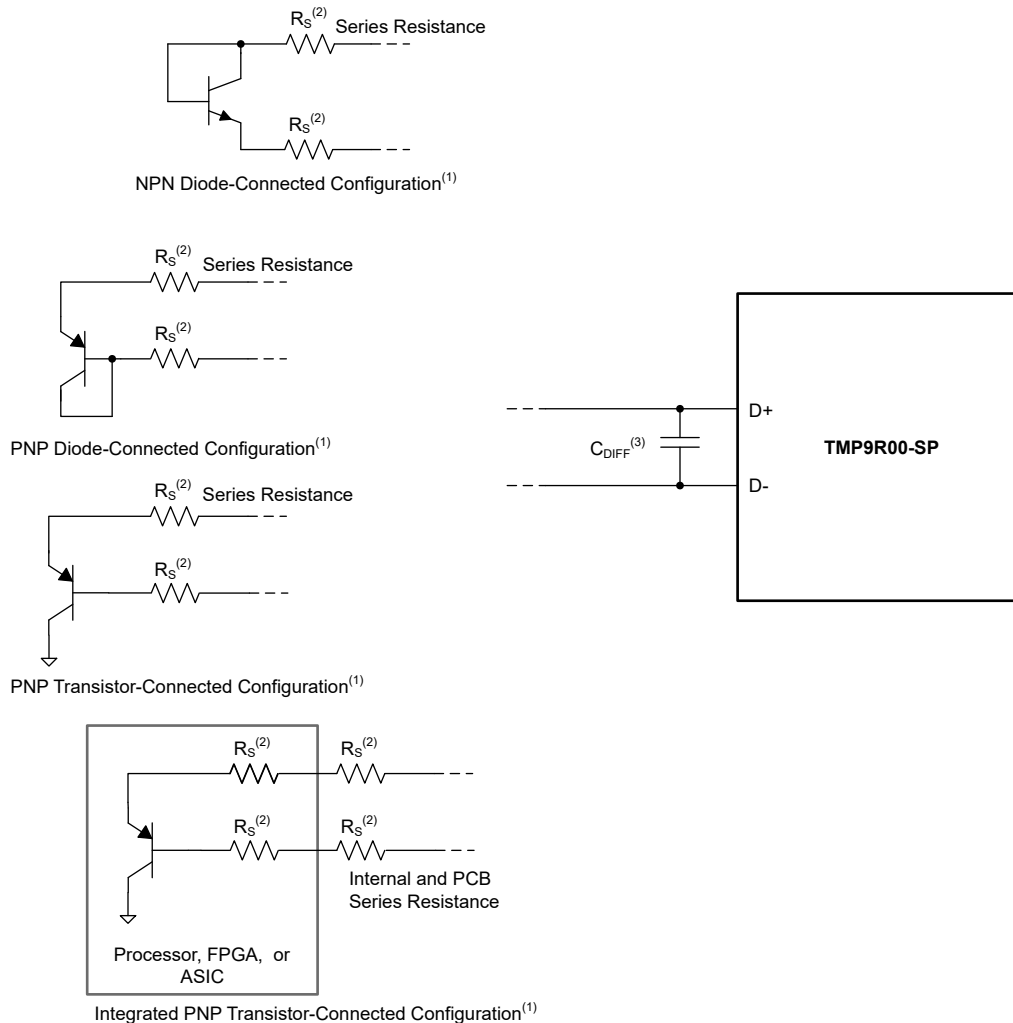 R_S^(2) Series Resistance
R_S^(2)
NPN Diode-Connected Configuration^(1)
R_S^(2) Series Resistance
R_S^(2)
PNP Diode-Connected Configuration^(1)
R_S^(2) Series Resistance
R_S^(2)
PNP Transistor-Connected Configuration^(1)
R_S^(2) R_S^(2)
R_S^(2) R_S^(2)
Internal and PCB
Series Resistance
Processor, FPGA, or
ASIC
Integrated PNP Transistor-Connected Configuration^(1)
D+
C_DIFF^(3)
TMP9R00-SP
D-